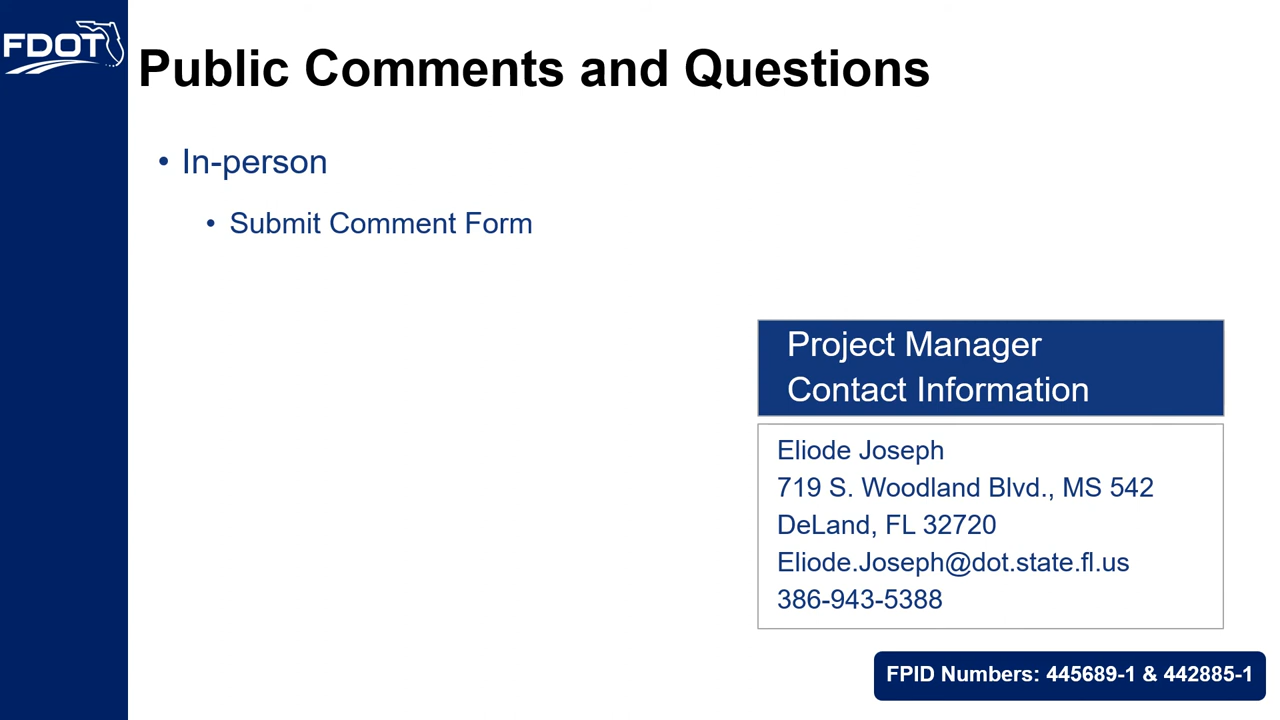 FDOT
Public Comments and Questions
• In-person
• Submit Comment Form
Project Manager
Contact Information
Eliode Joseph
719 S. Woodland Blvd., MS 542
DeLand, FL 32720
Eliode.Joseph@dot.state.fl.us
386-943-5388
FPID Numbers: 445689-1 & 442885-1